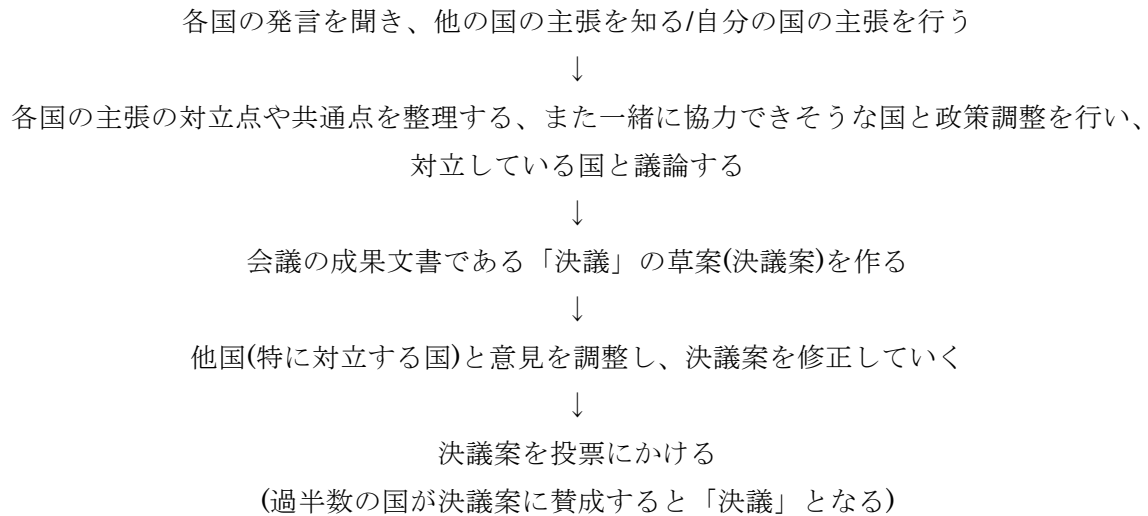 各国の発言を聞き、他の国の主張を知る/自分の国の主張を行う
↓
各国の主張の対立点や共通点を整理する、また一緒に協力できそうな国と政策調整を行い、
対立している国と議論する
↓
会議の成果文書である「決議」の草案(決議案)を作る
↓
他国(特に対立する国)と意見を調整し、決議案を修正していく
↓
決議案を投票にかける
(過半数の国が決議案に賛成すると「決議」となる)